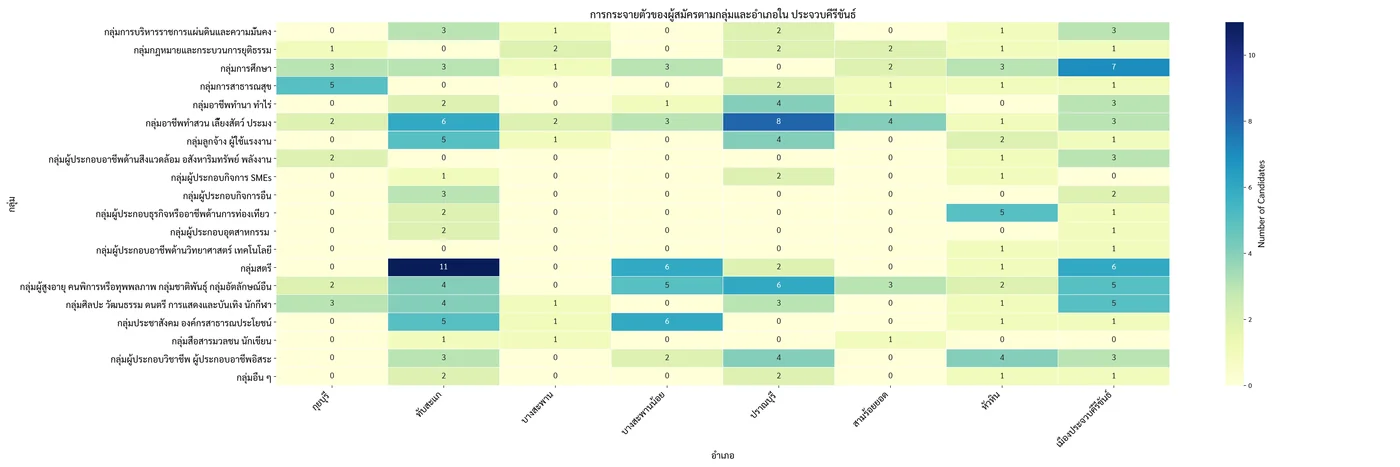 การกระจายตัวของผู้สมัครตามกลุ่มและอำเภอใน ประจวบคีรีขันธ์
กลุ่มการบริหารราชการแผ่นดินและความมั่นคง 0 3 1 0 2 0 1 3
กลุ่มกฎหมายและกระบวนการยุติธรรม 1 0 2 0 2 2 1 1
กลุ่มการศึกษา 3 3 1 3 0 2 3 7
กลุ่มการสาธารณสุข 5 0 0 0 2 1 1 1
กลุ่มอาชีพทำนา ทำไร่ 0 2 0 1 4 1 0 3
กลุ่มอาชีพทำสวน เลี้ยงสัตว์ ประมง 2 6 2 3 8 4 1 3
กลุ่มลูกจ้าง ผู้ใช้แรงงาน 0 5 1 0 4 0 2 1
กลุ่มผู้ประกอบอาชีพด้านสิ่งแวดล้อม อสังหาริมทรัพย์ พลังงาน 2 0 0 0 0 0 1 3
กลุ่มผู้ประกอบกิจการ SMEs 0 1 0 0 2 0 1 0
กลุ่มผู้ประกอบกิจการอื่น 0 3 0 0 0 0 0 2
กลุ่มผู้ประกอบธุรกิจหรืออาชีพด้านการท่องเที่ยว 0 2 0 0 0 0 5 1
กลุ่มผู้ประกอบอุตสาหกรรม 0 2 0 0 0 0 0 1
กลุ่มผู้ประกอบอาชีพด้านวิทยาศาสตร์ เทคโนโลยี 0 0 0 0 0 0 1 1
กลุ่มสตรี 0 11 0 6 2 0 1 6
กลุ่มผู้สูงอายุ คนพิการหรือทุพพลภาพ กลุ่มชาติพันธุ์ กลุ่มอัตลักษณ์อื่น 2 4 0 5 6 3 2 5
กลุ่มศิลปะ วัฒนธรรม ดนตรี การแสดงและบันเทิง นักกีฬา 3 4 1 0 3 0 1 5
กลุ่มประชาสังคม องค์กรสาธารณประโยชน์ 0 5 1 6 0 0 1 1
กลุ่มสื่อสารมวลชน นักเขียน 0 1 1 0 0 1 0 0
กลุ่มผู้ประกอบวิชาชีพ ผู้ประกอบอาชีพอิสระ 0 3 0 2 4 0 4 3
กลุ่มอื่น ๆ 0 2 0 0 2 0 1 1
กลุ่ม
กุยบุรี ทับสะแก บางสะพาน บางสะพานน้อย ปราณบุรี สามร้อยยอด หัวหิน เมืองประจวบคีรีขันธ์
อำเภอ
10
8
6
4
2
0
Number of Candidates